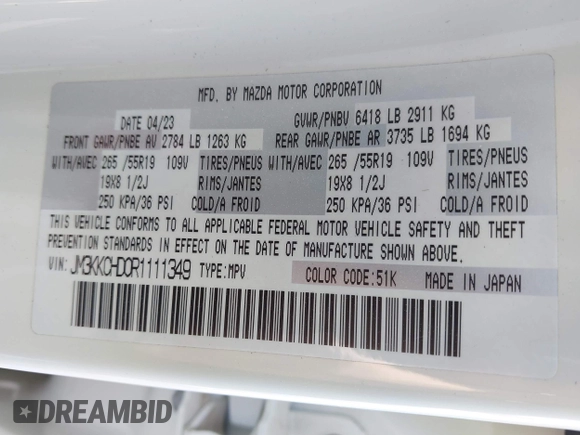 MFD. BY MAZDA MOTOR CORPORATION
DATE 04/23 GVWR/PNBV 6418 LB 2911 KG
FRONT GAWR/PNBE AV 2784 LB 1263 KG REAR GAWR/PNBE AR 3735 LB 1694 KG
WITH/AVEC 265 /55R19 109V TIRES/PNEUS WITH/AVEC 265 /55R19 109V TIRES/PNEUS
19X8 1/2J RIMS/JANTES 19X8 1/2J RIMS/JANTES
250 KPA/36 PSI COLD/A FROID 250 KPA/36 PSI COLD/A FROID
THIS VEHICLE CONFORMS TO ALL APPLICABLE FEDERAL MOTOR VEHICLE SAFETY AND THEFT
PREVENTION STANDARDS IN EFFECT ON THE DATE OF MANUFACTURE SHOWN ABOVE.
VIN: JM3KKCHD0R1111349 TYPE:MPV COLOR CODE:51K MADE IN JAPAN
DREAMBID